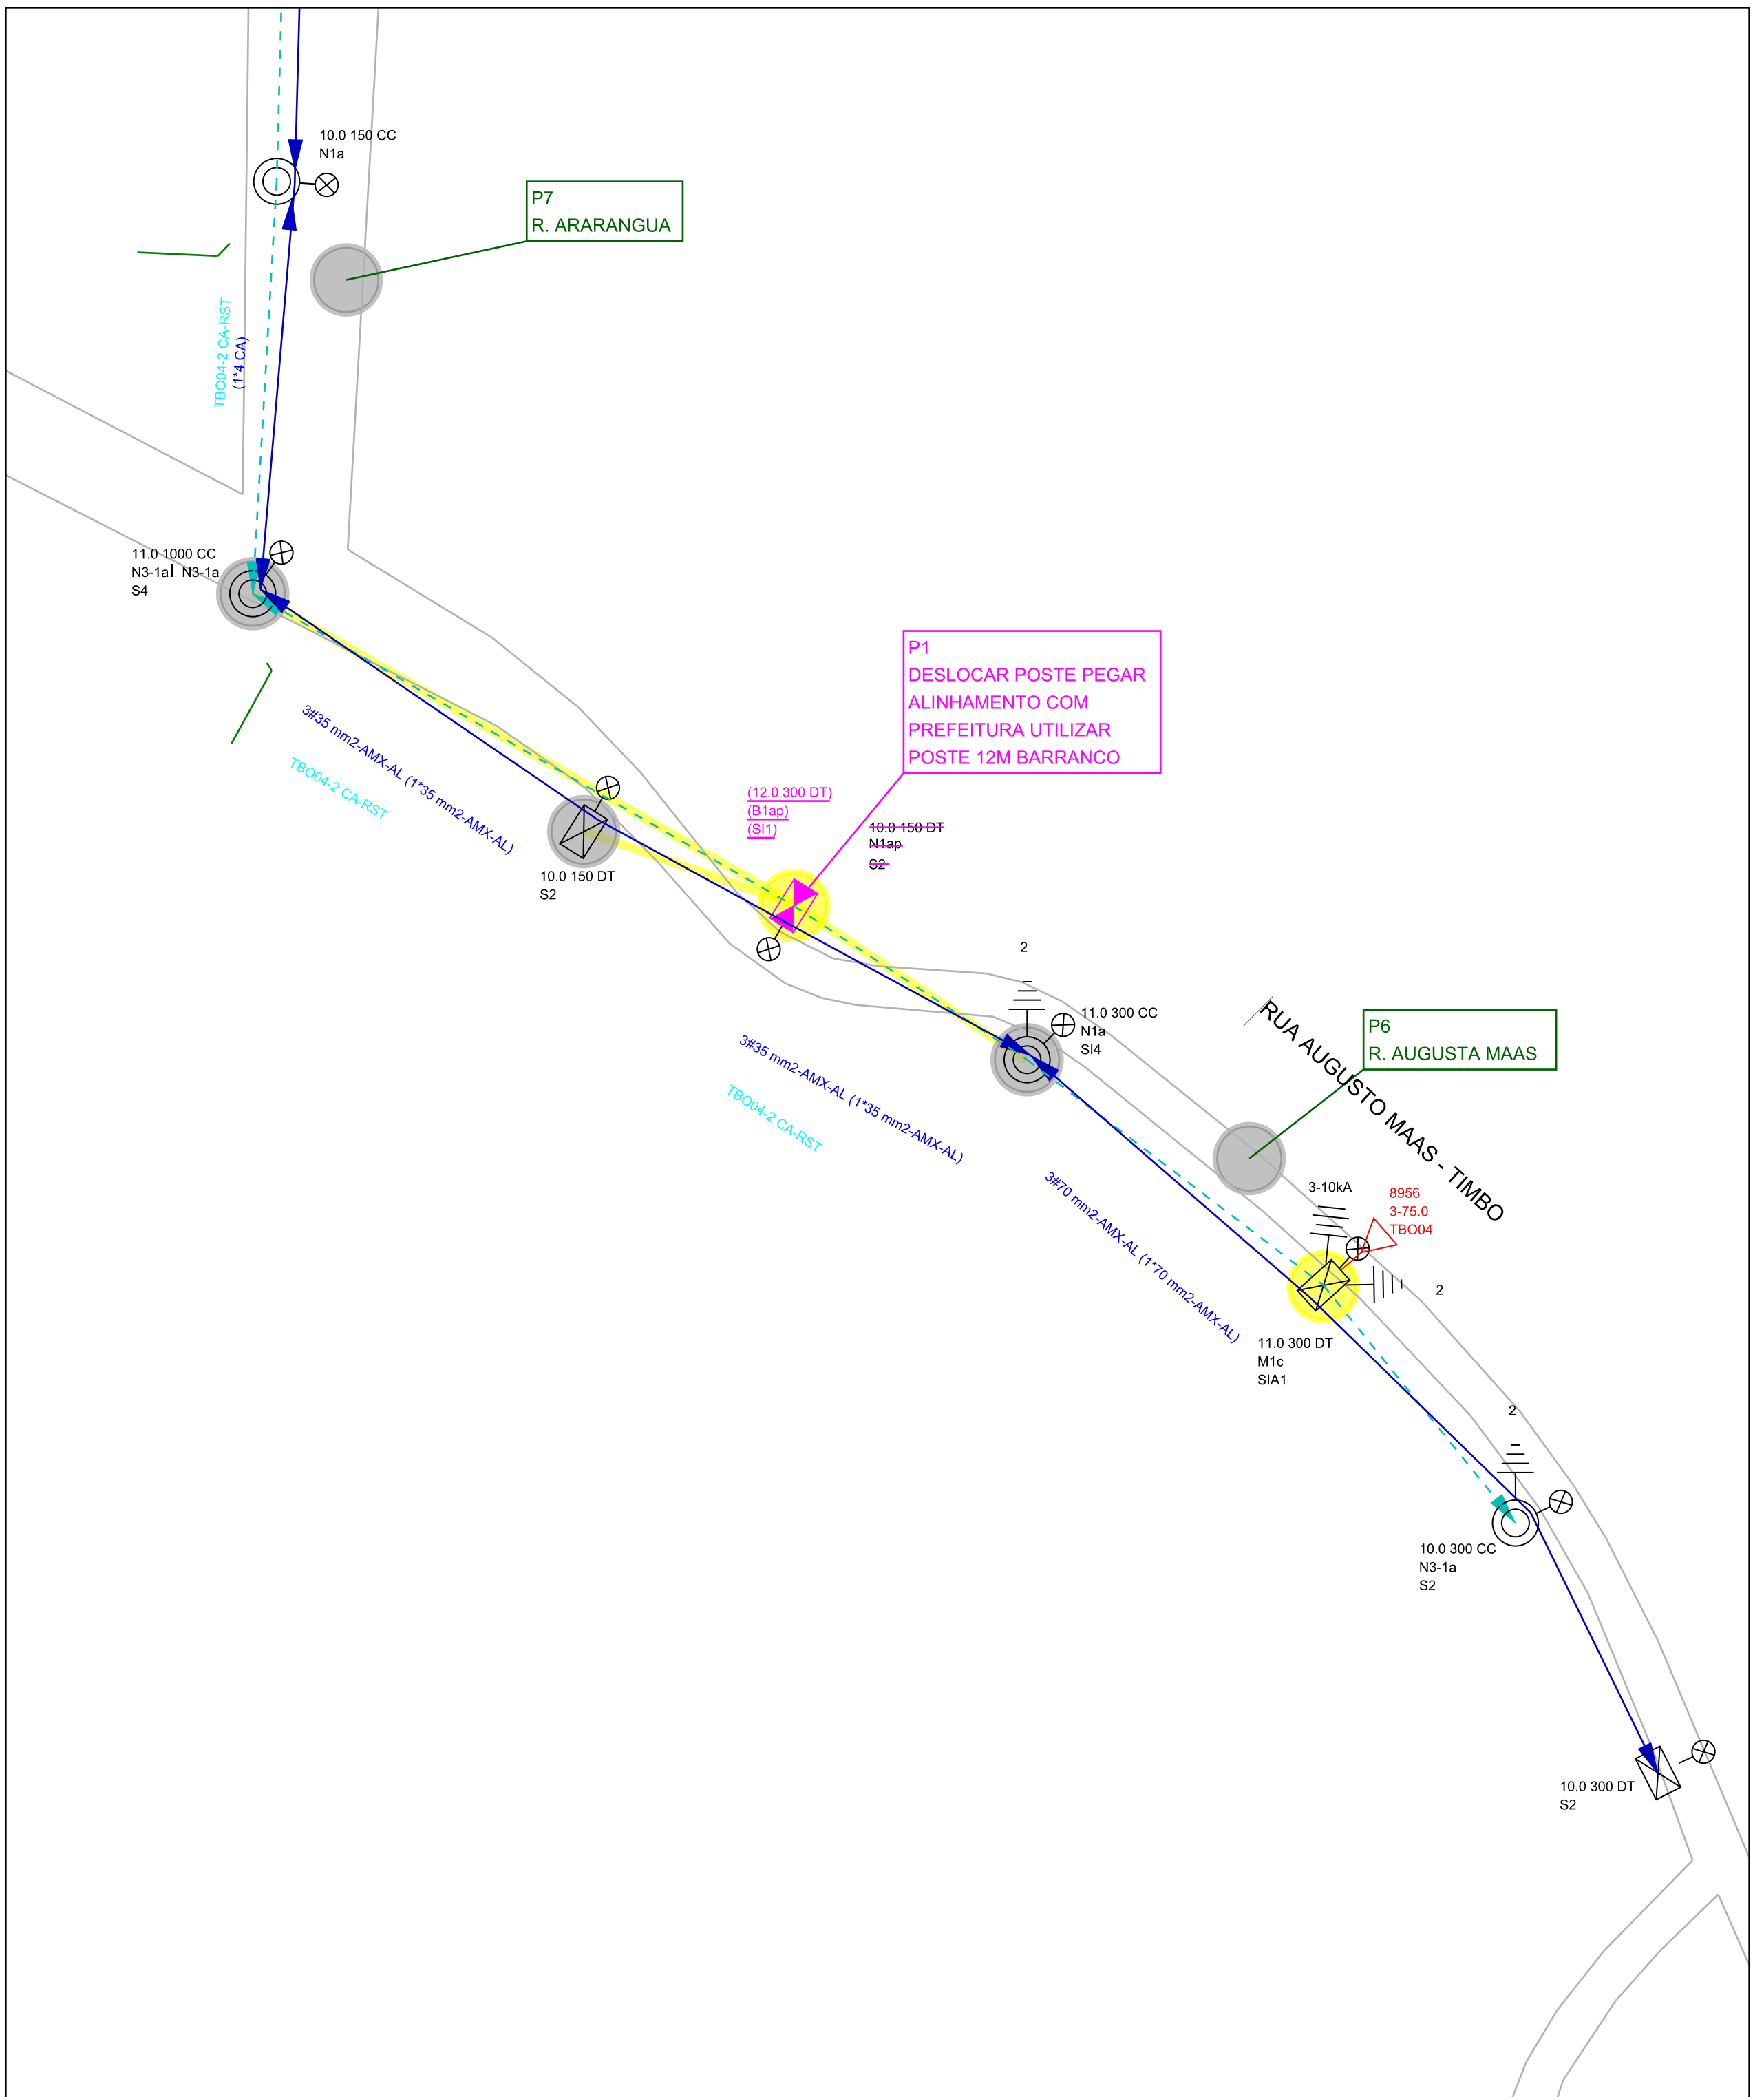 10.0 150 CC
N1a
P7
R. ARARANGUA
TBO04-2 CA-RST
(1*4 CA)
11.0 1000 CC
N3-1a| N3-1a
S4
P1
DESLOCAR POSTE PEGAR
ALINHAMENTO COM
PREFEITURA UTILIZAR
POSTE 12M BARRANCO
3#35 mm2-AMX-AL (1*35 mm2-AMX-AL)
TBO04-2 CA-RST
(12.0 300 DT)
(B1ap)
(SI1)
10.0 150 DT
N1ap
S2
10.0 150 DT
S2
2
11.0 300 CC
N1a
SI4
P6
R. AUGUSTA MAAS
RUA AUGUSTO MAAS - TIMBO
3#35 mm2-AMX-AL (1*35 mm2-AMX-AL)
TBO04-2 CA-RST
3#70 mm2-AMX-AL (1*70 mm2-AMX-AL)
3-10kA
8956
3-75.0
TBO04
2
11.0 300 DT
M1c
SIA1
2
10.0 300 CC
N3-1a
S2
10.0 300 DT
S2